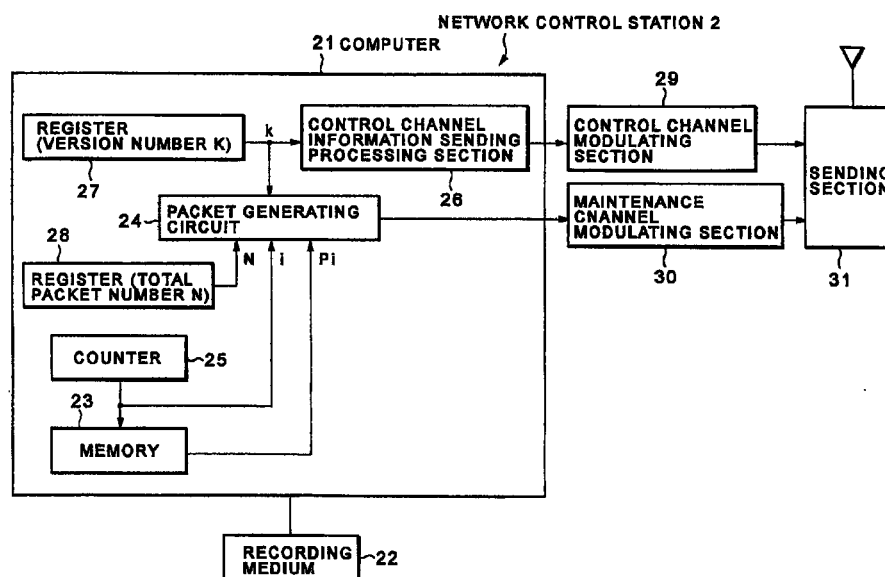 NETWORK CONTROL STATION 2
21 COMPUTER
29
REGISTER
(VERSION NUMBER K)
27
k
CONTROL CHANNEL
INFORMATION SENDING
PROCESSING SECTION
26
CONTROL CHANNEL
MODULATING
SECTION
SENDING
SECTION
31
24
PACKET GENERATING
CIRCUIT
MAINTENANCE
CNANNEL
MODULATING SECTION
30
28
REGISTER (TOTAL
PACKET NUMBER N)
N
i
Pi
COUNTER
25
23
MEMORY
RECORDING
MEDIUM
22